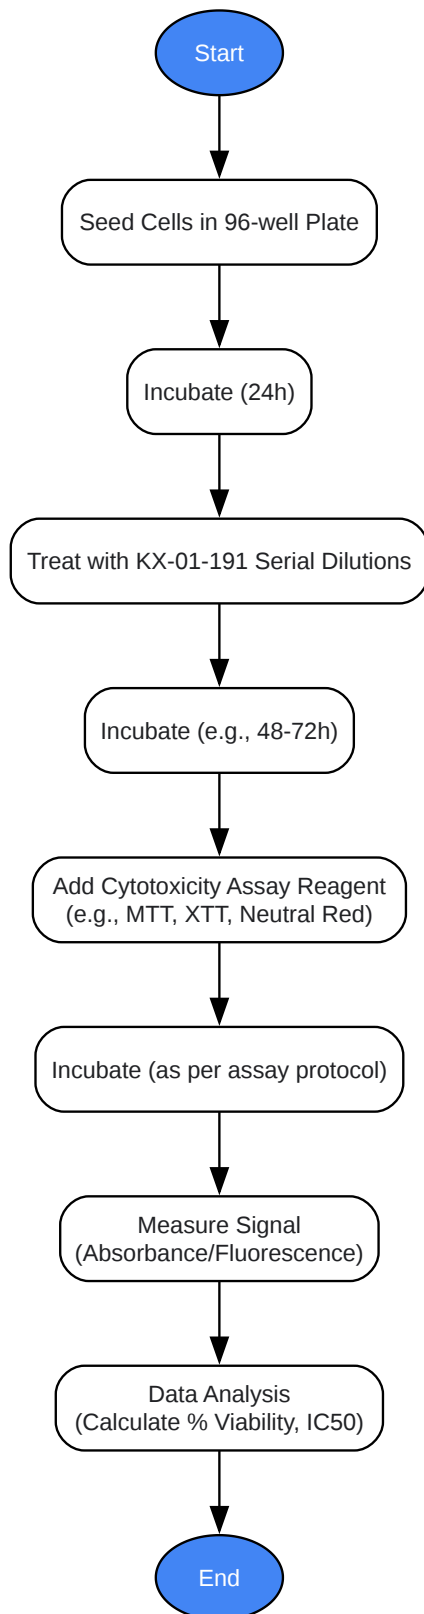 Start
Seed Cells in 96-well Plate
Incubate (24h)
Treat with KX-01-191 Serial Dilutions
Incubate (e.g., 48-72h)
Add Cytotoxicity Assay Reagent
(e.g., MTT, XTT, Neutral Red)
Incubate (as per assay protocol)
Measure Signal
(Absorbance/Fluorescence)
Data Analysis
(Calculate % Viability, IC50)
End